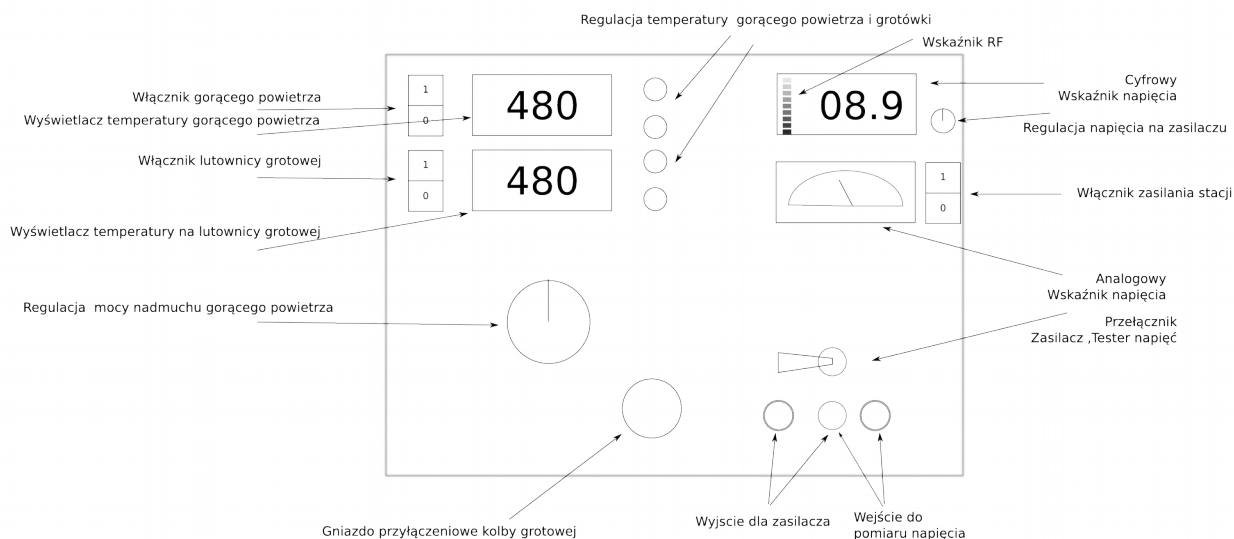 Regulacja temperatury  gorącego powietrza i grotówki
Wskaźnik RF
Włącznik gorącego powietrza
Wyświetlacz temperatury gorącego powietrza
Włącznik lutownicy grotowej
Wyświetlacz temperatury na lutownicy grotowej
Regulacja  mocy nadmuchu gorącego powietrza
1
0
480
1
0
480
08.9
1
0
Cyfrowy
Wskaźnik napięcia
Regulacja napięcia na zasilaczu
Włącznik zasilania stacji
Analogowy
Wskaźnik napięcia
Przełącznik
Zasilacz ,Tester napięć
Gniazdo przyłączeniowe kolby grotowej
Wyjscie dla zasilacza
Wejście do
pomiaru napięcia